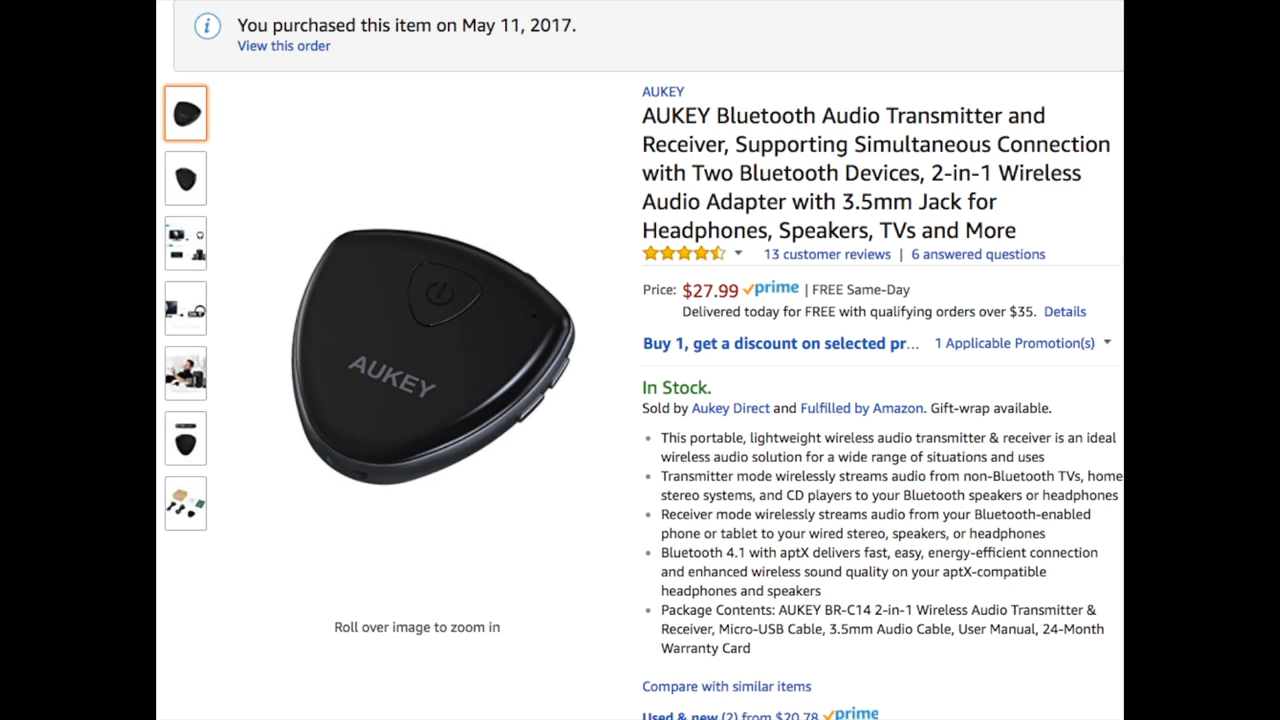 You purchased this item on May 11, 2017.
View this order
AUKEY
AUKEY Bluetooth Audio Transmitter and
Receiver, Supporting Simultaneous Connection
with Two Bluetooth Devices, 2-in-1 Wireless
Audio Adapter with 3.5mm Jack for
Headphones, Speakers, TVs and More
13 customer reviews | 6 answered questions
Price: $27.99 prime | FREE Same-Day
Delivered today for FREE with qualifying orders over $35. Details
Buy 1, get a discount on selected pr... 1 Applicable Promotion(s)
In Stock.
Sold by Aukey Direct and Fulfilled by Amazon. Gift-wrap available.
This portable, lightweight wireless audio transmitter & receiver is an ideal
wireless audio solution for a wide range of situations and uses
Transmitter mode wirelessly streams audio from non-Bluetooth TVs, home
stereo systems, and CD players to your Bluetooth speakers or headphones
Receiver mode wirelessly streams audio from your Bluetooth-enabled
phone or tablet to your wired stereo, speakers, or headphones
Bluetooth 4.1 with aptX delivers fast, easy, energy-efficient connection
and enhanced wireless sound quality on your aptX-compatible
headphones and speakers
Package Contents: AUKEY BR-C14 2-in-1 Wireless Audio Transmitter &
Receiver, Micro-USB Cable, 3.5mm Audio Cable, User Manual, 24-Month
Warranty Card
Compare with similar items
Used & new (2) from $20.78 prime
AUKEY
Roll over image to zoom in